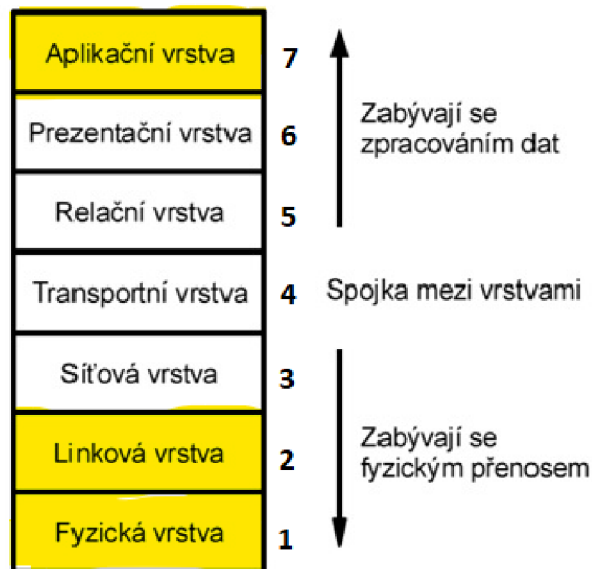 Aplikační vrstva 7
Prezentační vrstva 6
Relační vrstva 5
Transportní vrstva 4
Síťová vrstva 3
Linková vrstva 2
Fyzická vrstva 1
Zabývají se
zpracováním dat
Spojka mezi vrstvami
Zabývají se
fyzickým přenosem